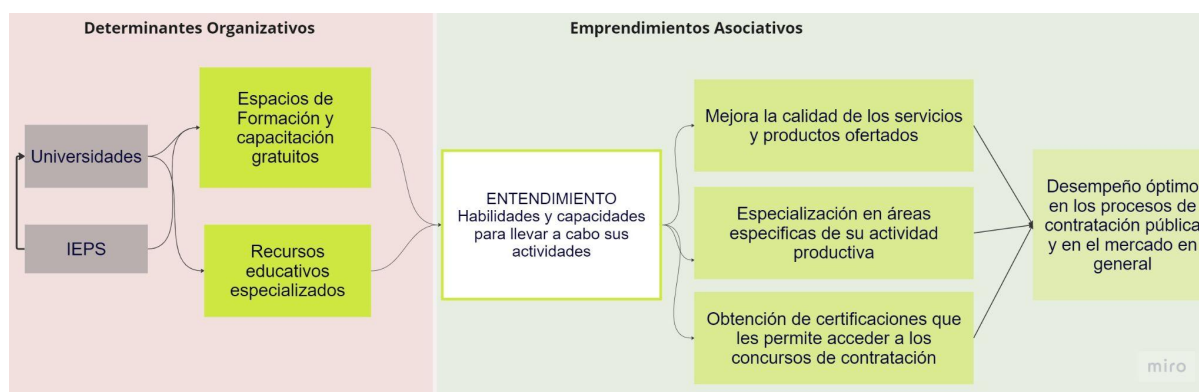 Determinantes Organizativos
Emprendimientos Asociativos
Universidades
IEPS
Espacios de
Formación y
capacitación
gratuitos
Recursos
educativos
especializados
ENTENDIMIENTO
Habilidades y capacidades
para llevar a cabo sus
actividades
Mejora la calidad de los servicios
y productos ofertados
Especialización en áreas
especificas de su actividad
productiva
Obtención de certificaciones que
les permite acceder a los
concursos de contratación
Desempeño óptimo
en los procesos de
contratación pública
y en el mercado en
general
miro